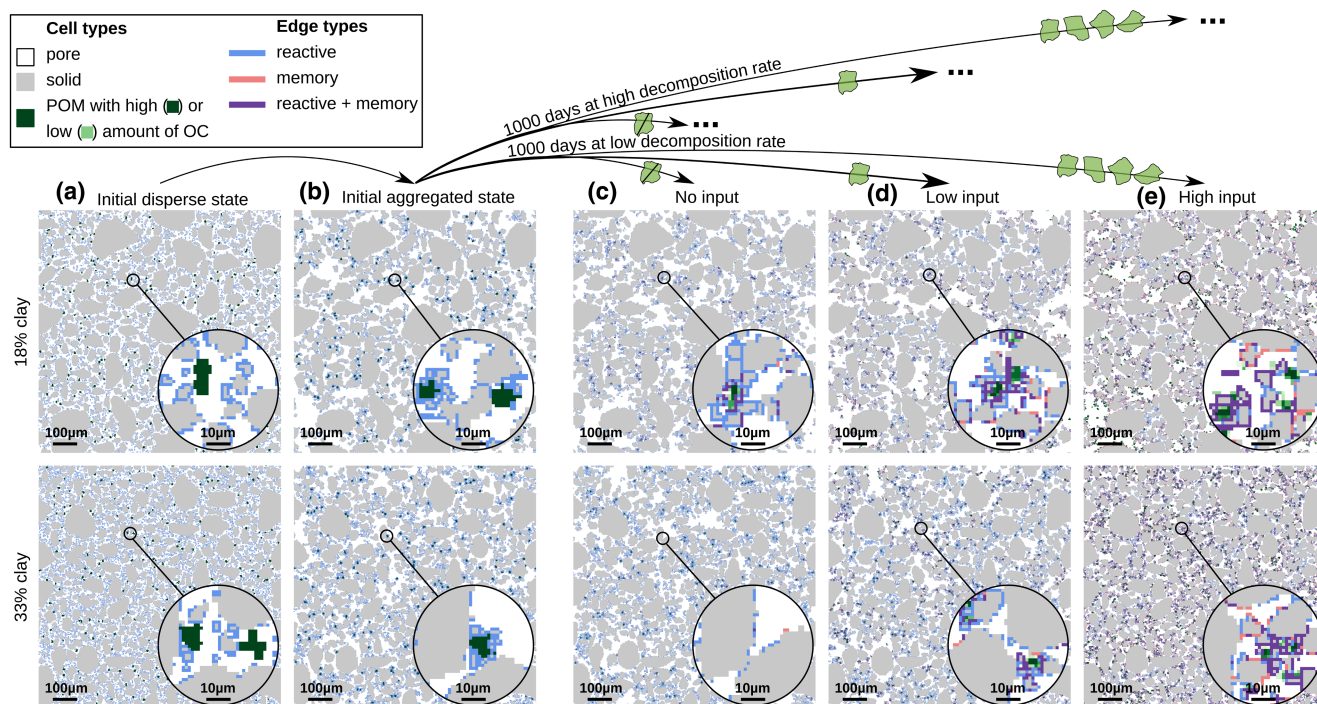 Cell types
Edge types
pore
reactive
solid
memory
POM with high ( ) or
reactive + memory
low ( ) amount of OC
1000 days at high decomposition rate
1000 days at low decomposition rate
(a) Initial disperse state
(b) Initial aggregated state
(c) No input
(d) Low input
(e) High input
18% clay
100µm
10µm
100µm
10µm
100µm
10µm
100µm
10µm
100µm
10µm
33% clay
100µm
10µm
100µm
10µm
100µm
10µm
100µm
10µm
100µm
10µm